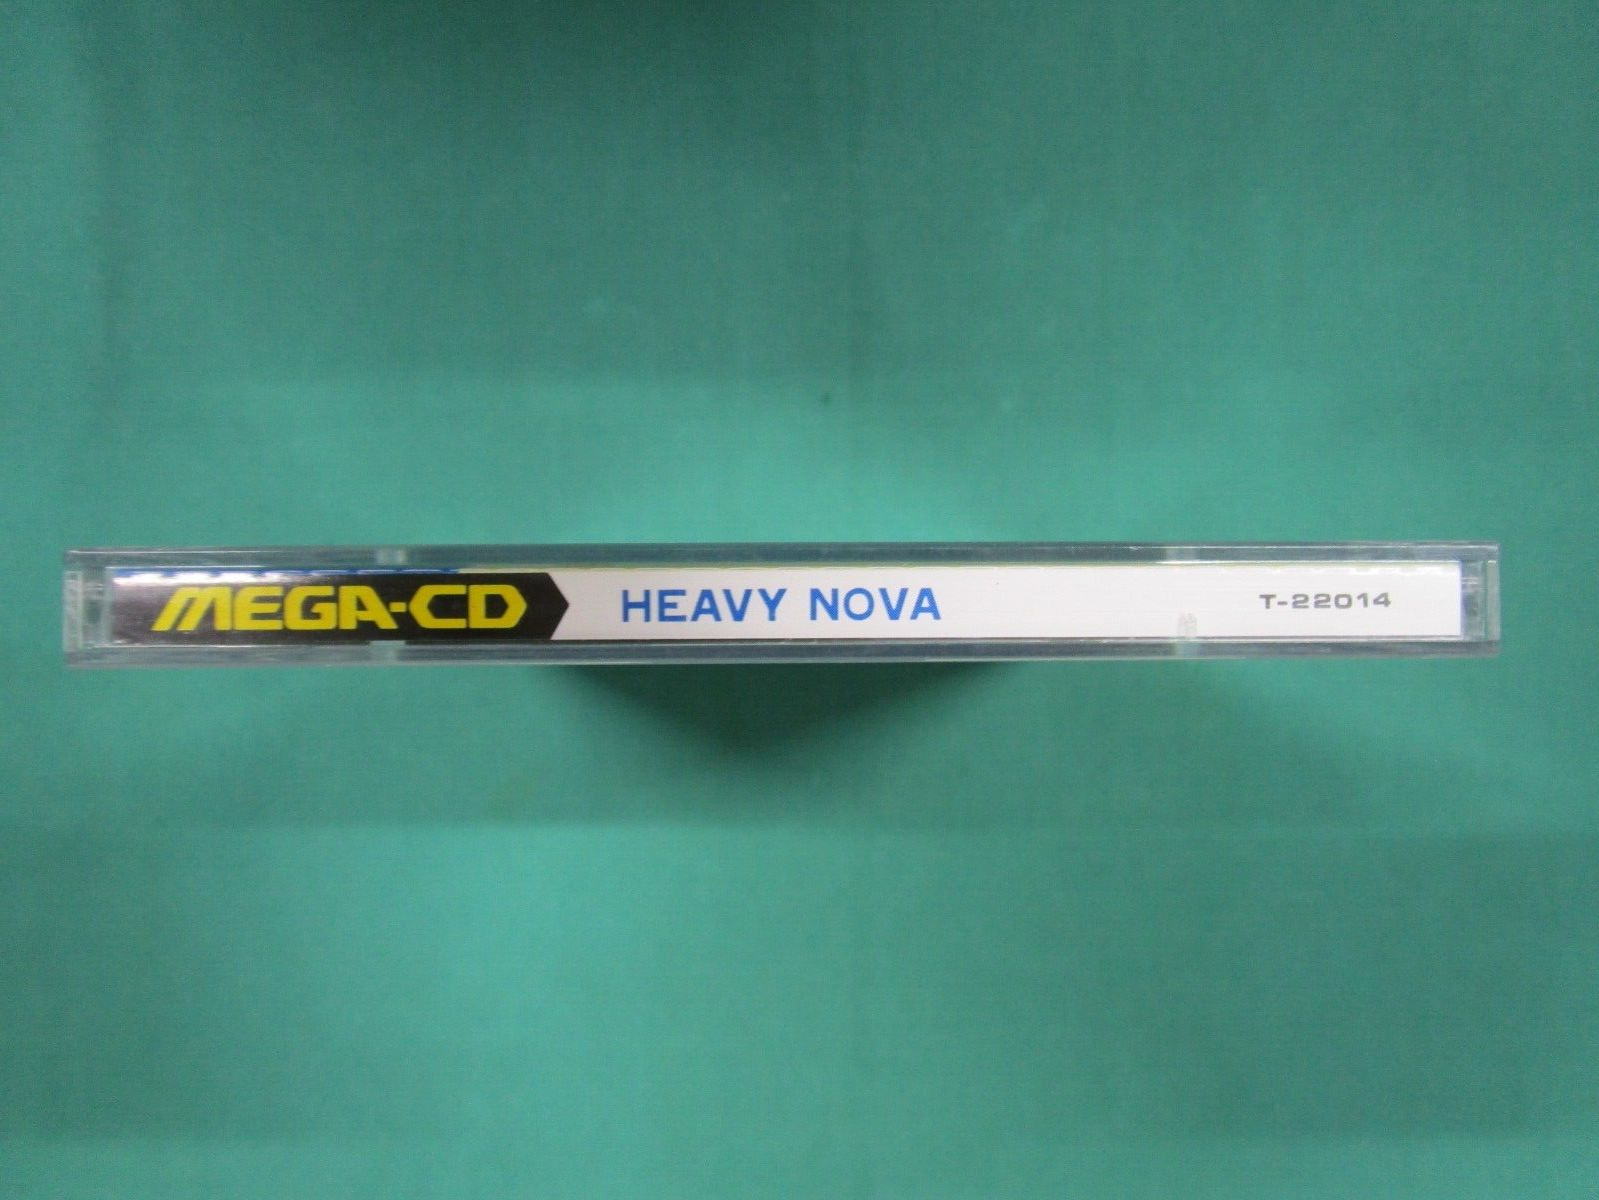 MEGA-CD HEAVY NOVA T-22014